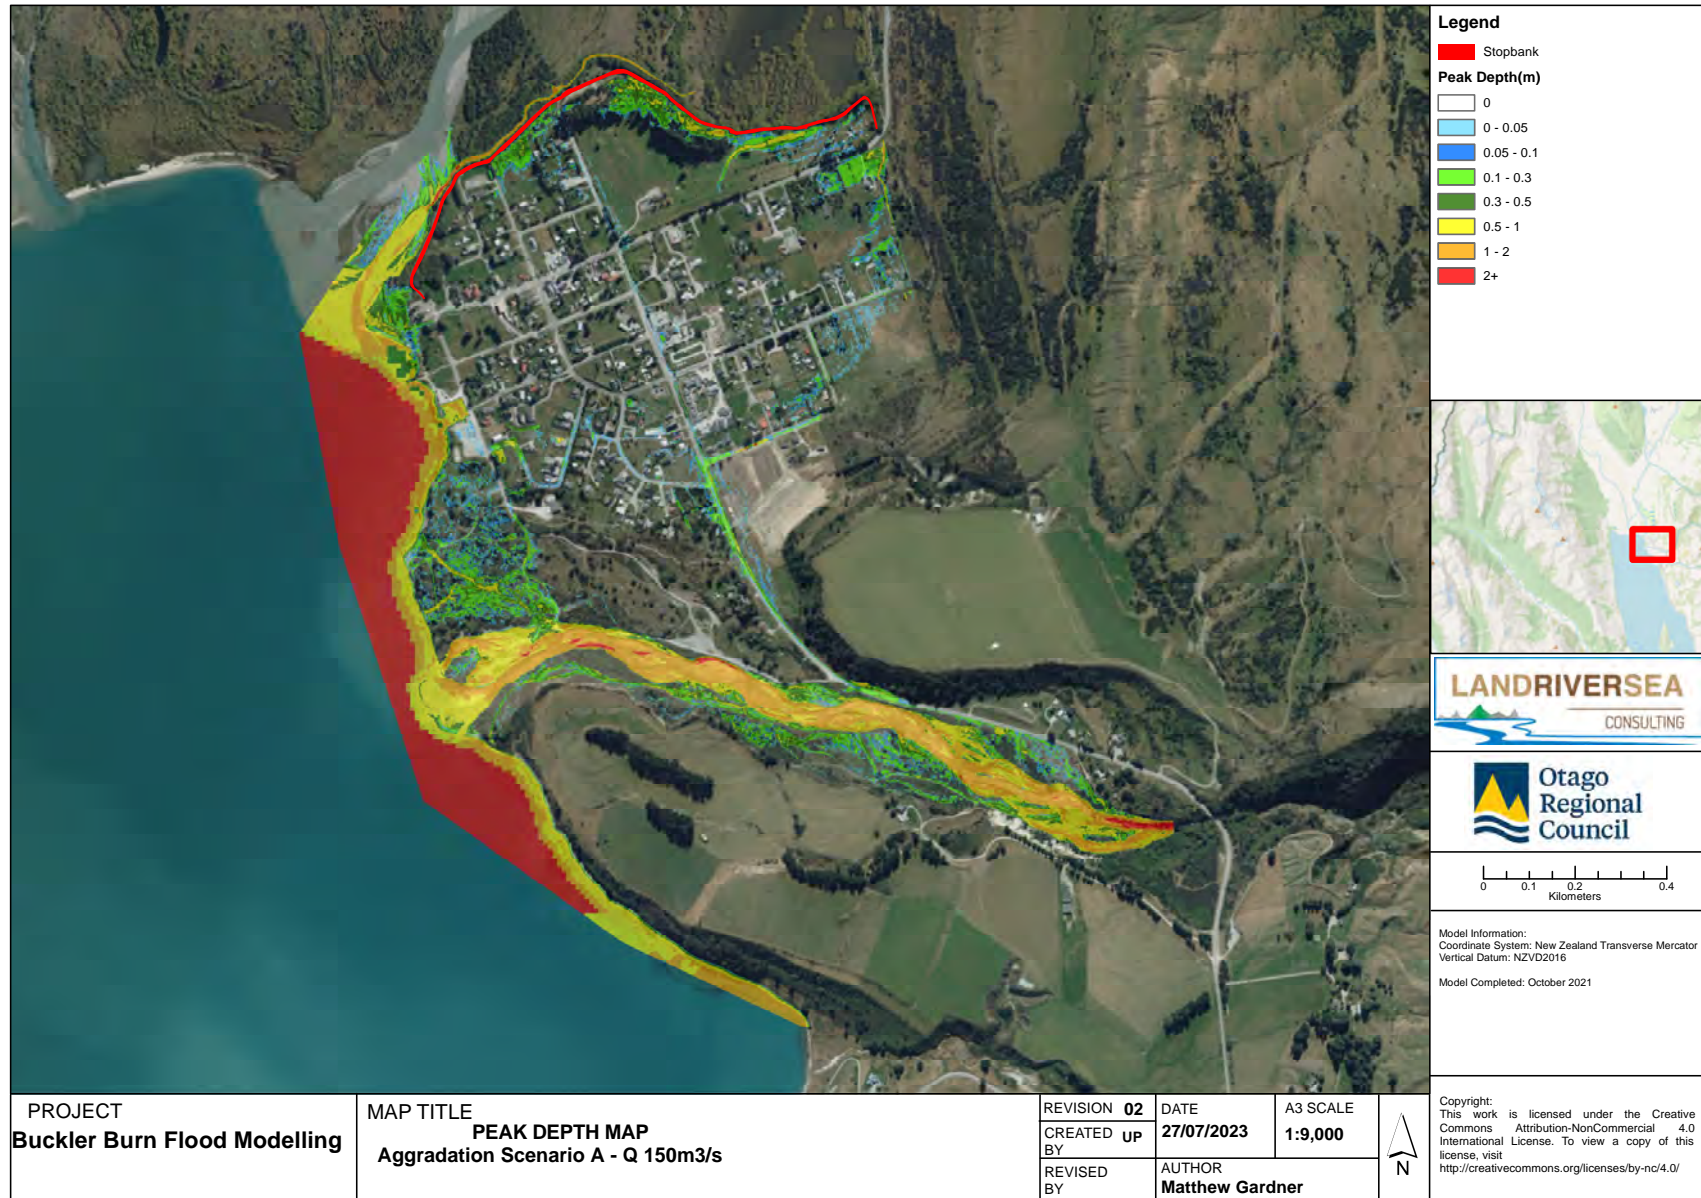 Legend
Stopbank
Peak Depth(m)
0
0 - 0.05
0.05 - 0.1
0.1 - 0.3
0.3 - 0.5
0.5 - 1
1 - 2
2+
LANDRIVERSEA
CONSULTING
Otago
Regional
Council
0 0.1 0.2 0.4
Kilometers
Model Information:
Coordinate System: New Zealand Transverse Mercator
Vertical Datum: NZVD2016
Model Completed: October 2021
Copyright:
This work is licensed under the Creative
Commons Attribution-NonCommercial 4.0
International License. To view a copy of this
license, visit
http://creativecommons.org/licenses/by-nc/4.0/
PROJECT
Buckler Burn Flood Modelling
MAP TITLE
PEAK DEPTH MAP
Aggradation Scenario A - Q 150m3/s
REVISION 02
CREATED BY UP
REVISED BY
DATE
27/07/2023
A3 SCALE
1:9,000
AUTHOR
Matthew Gardner
N